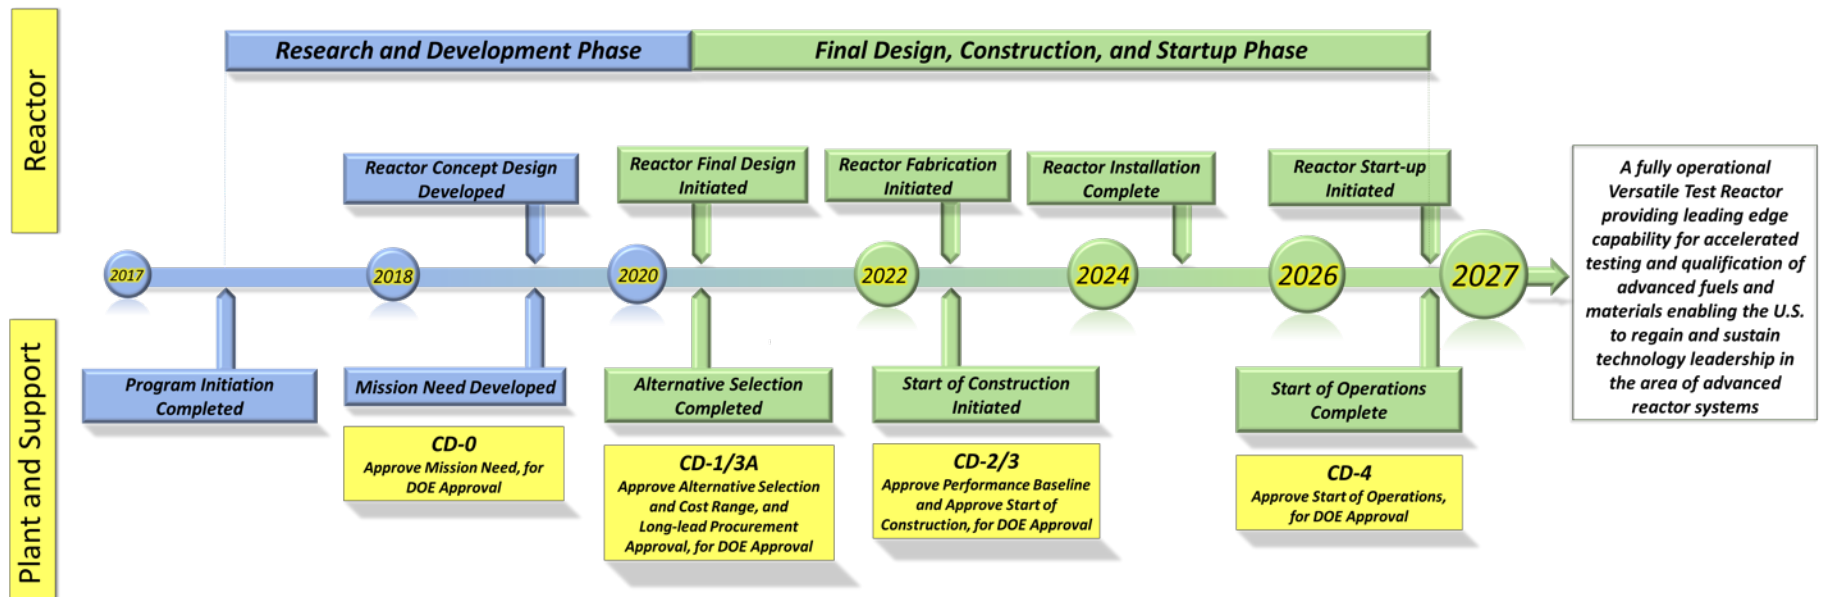 Reactor
Research and Development Phase
Final Design, Construction, and Startup Phase
Reactor Concept Design
Developed
Reactor Final Design
Initiated
Reactor Fabrication
Initiated
Reactor Installation
Complete
Reactor Start-up
Initiated
2017
2018
2020
2022
2024
2026
2027
A fully operational
Versatile Test Reactor
providing leading edge
capability for accelerated
testing and qualification of
advanced fuels and
materials enabling the U.S.
to regain and sustain
technology leadership in
the area of advanced
reactor systems
Plant and Support
Program Initiation
Completed
Mission Need Developed
CD-0
Approve Mission Need, for
DOE Approval
Alternative Selection
Completed
CD-1/3A
Approve Alternative Selection
and Cost Range, and
Long-lead Procurement
Approval, for DOE Approval
Start of Construction
Initiated
CD-2/3
Approve Performance Baseline
and Approve Start of
Construction, for DOE Approval
Start of Operations
Complete
CD-4
Approve Start of Operations,
for DOE Approval